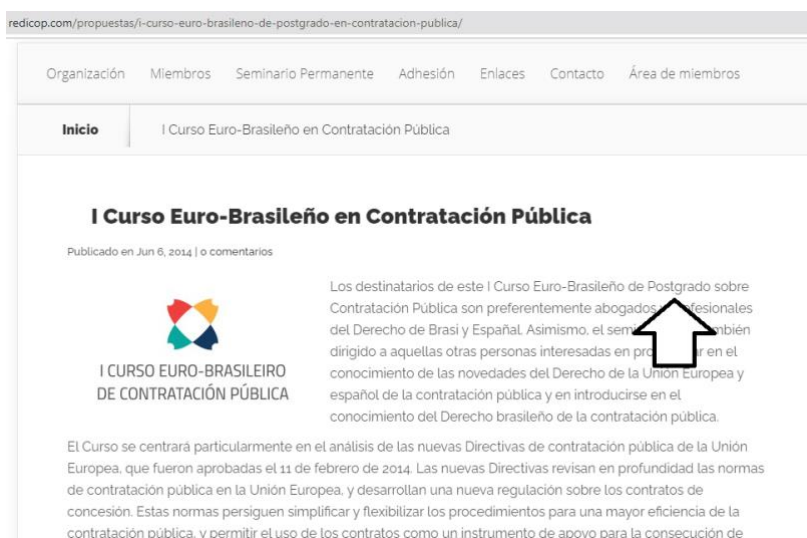 redicop.com/propuestas/i-curso-euro-brasileno-de-postgrado-en-contratacion-publica/
Organización Miembros Seminario Permanente Adhesión Enlaces Contacto Área de miembros
Inicio I Curso Euro-Brasileño en Contratación Pública
I Curso Euro-Brasileño en Contratación Pública
Publicado en Jun 6, 2014 | 0 comentarios
I CURSO EURO-BRASILEIRO
DE CONTRATACIÓN PÚBLICA
Los destinatarios de este I Curso Euro-Brasileño de Postgrado sobre
Contratación Pública son preferentemente abogados
del Derecho de Brasi y Españal. Asimismo, el
dirigido a aquellas otras personas interesadas en en el
conocimiento de las novedades del Derecho de la Unión Europea y
español de la contratación pública y en introducirse en el
conocimiento del Derecho brasileño de la contratación pública.
El Curso se centrará particularmente en el análisis de las nuevas Directivas de contratación pública de la Unión
Europea, que fueron aprobadas el 11 de febrero de 2014. Las nuevas Directivas revisan en profundidad las normas
de contratación pública en la Unión Europea, y desarrollan una nueva regulación sobre los contratos de
concesión. Estas normas persiguen simplificar y flexibilizar los procedimientos para una mayor eficiencia de la
contratación pública, y permitir el uso de los contratos como un instrumento de apoyo para la consecución de